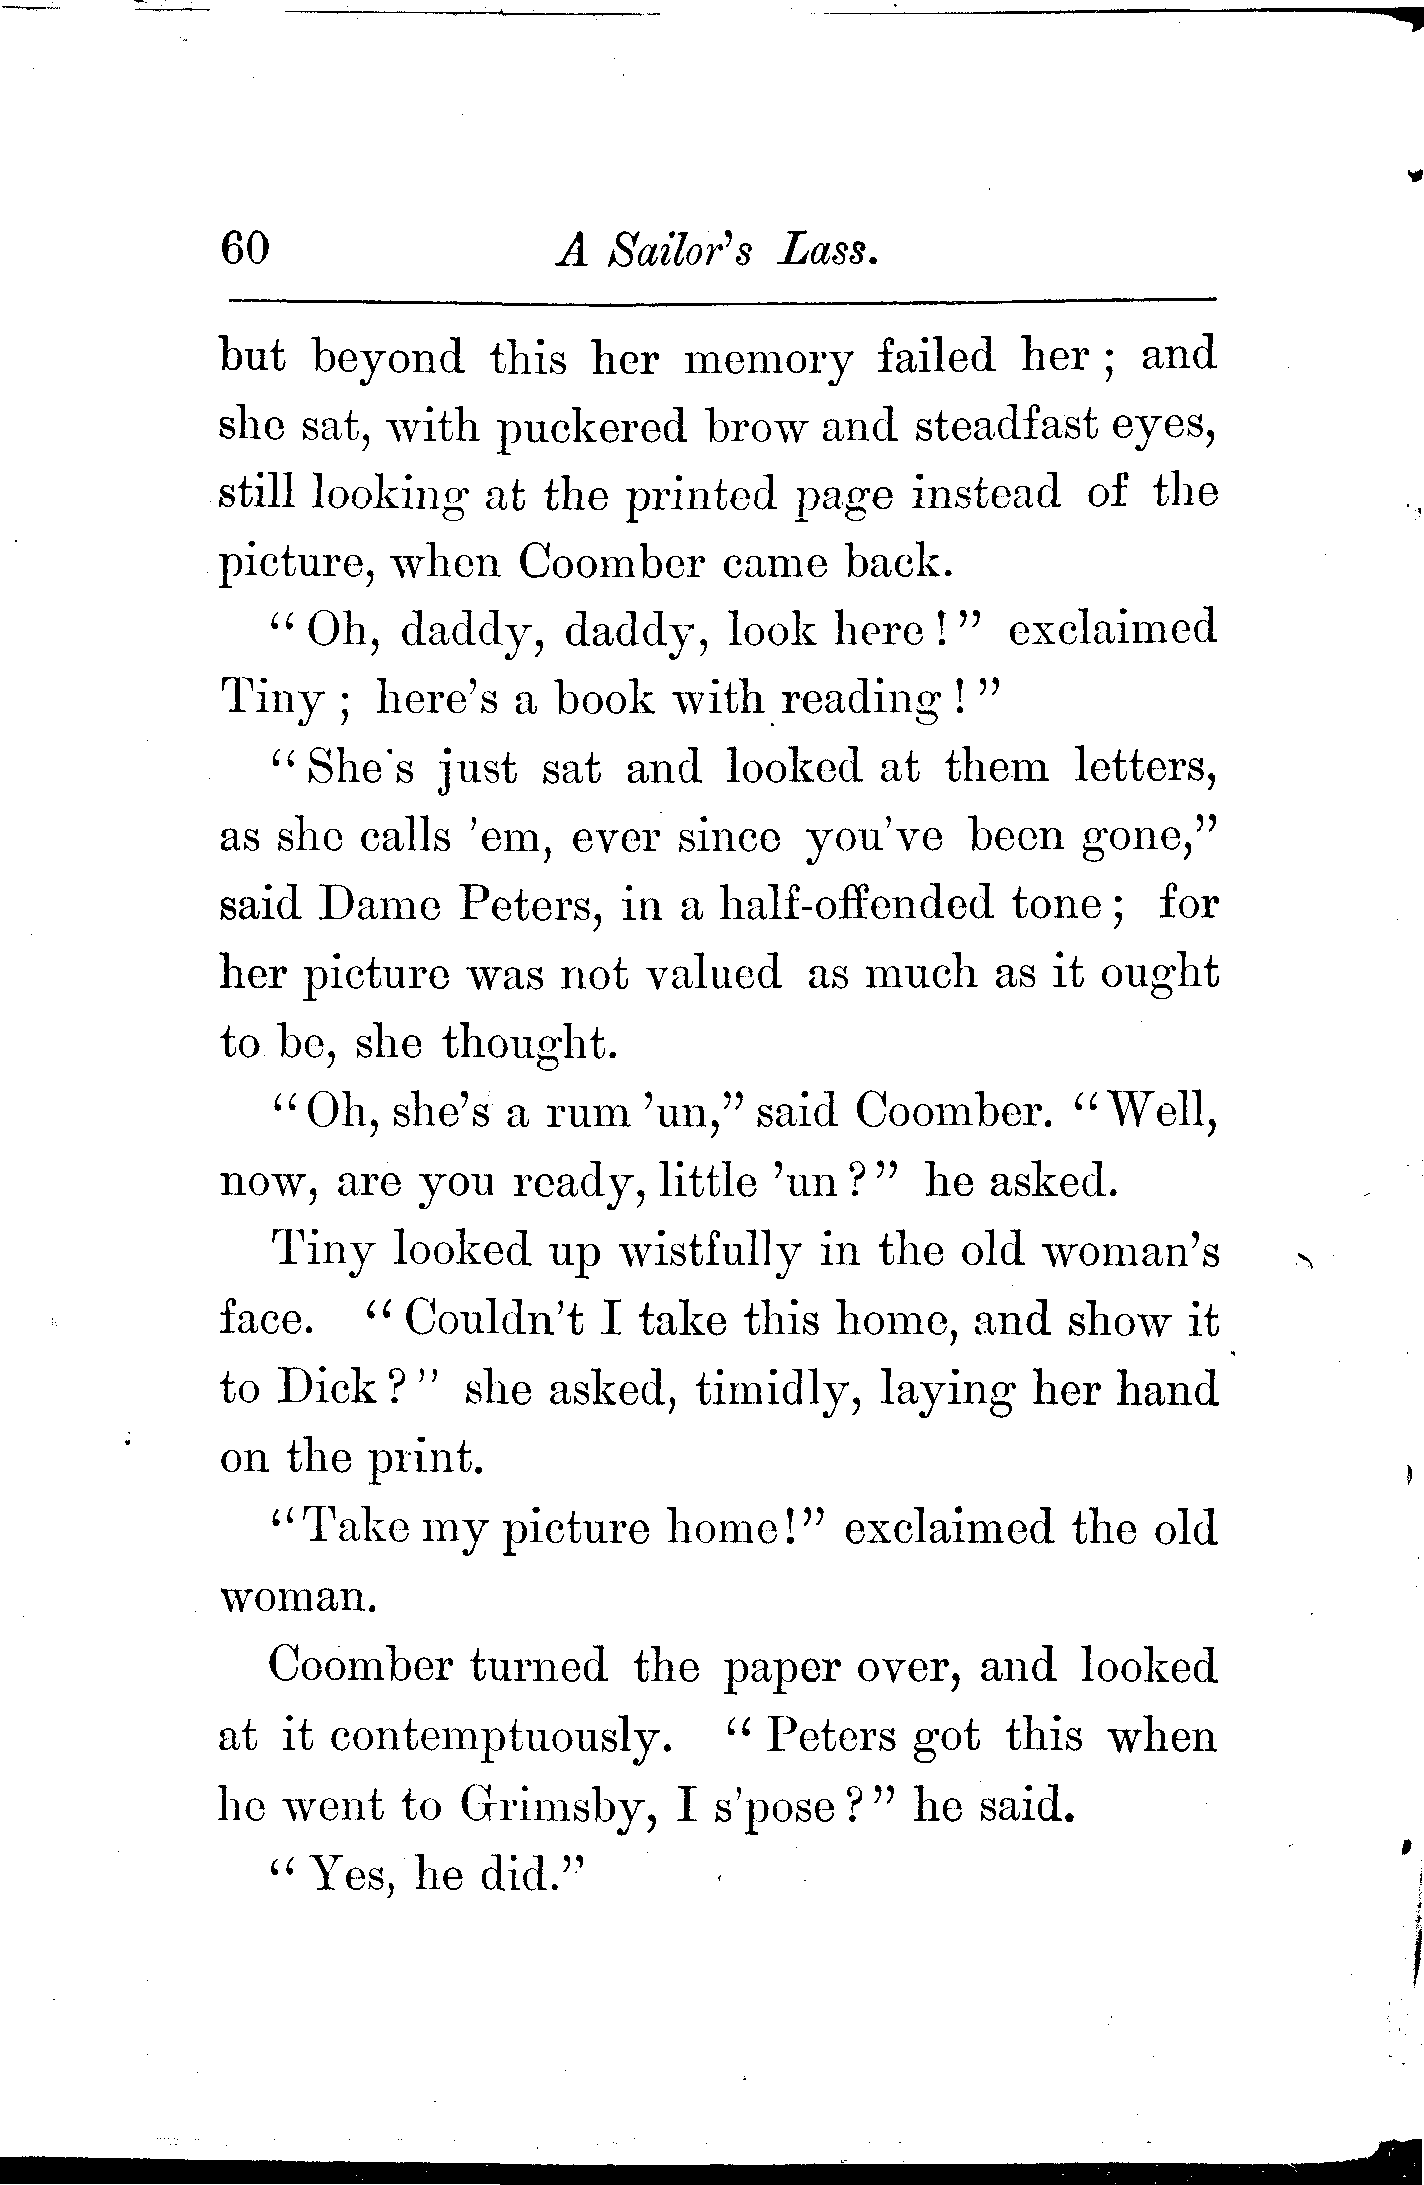 60 A Sailor's Lass.
but beyond this her memory failed her ; and
she sat, with puckered brow and steadfast eyes,
still looking at the printed page instead of the
picture, when Coomber came back.
“ Oh, daddy, daddy, look here ! ” exclaimed
Tiny ; here's a book with reading ! ”
“ She's just sat and looked at them letters,
as she calls 'em, ever since you've been gone,”
said Dame Peters, in a half-offended tone ; for
her picture was not valued as much as it ought
to be, she thought.
“ Oh, she's a rum 'un,” said Coomber. “ Well,
now, are you ready, little 'un ? ” he asked.
Tiny looked up wistfully in the old woman's
face. “ Couldn't I take this home, and show it
to Dick ? ” she asked, timidly, laying her hand
on the print.
“Take my picture home!” exclaimed the old
woman.
Coomber turned the paper over, and looked
at it contemptuously. “ Peters got this when
he went to Grimsby, I s'pose ? ” he said.
“ Yes, he did.”